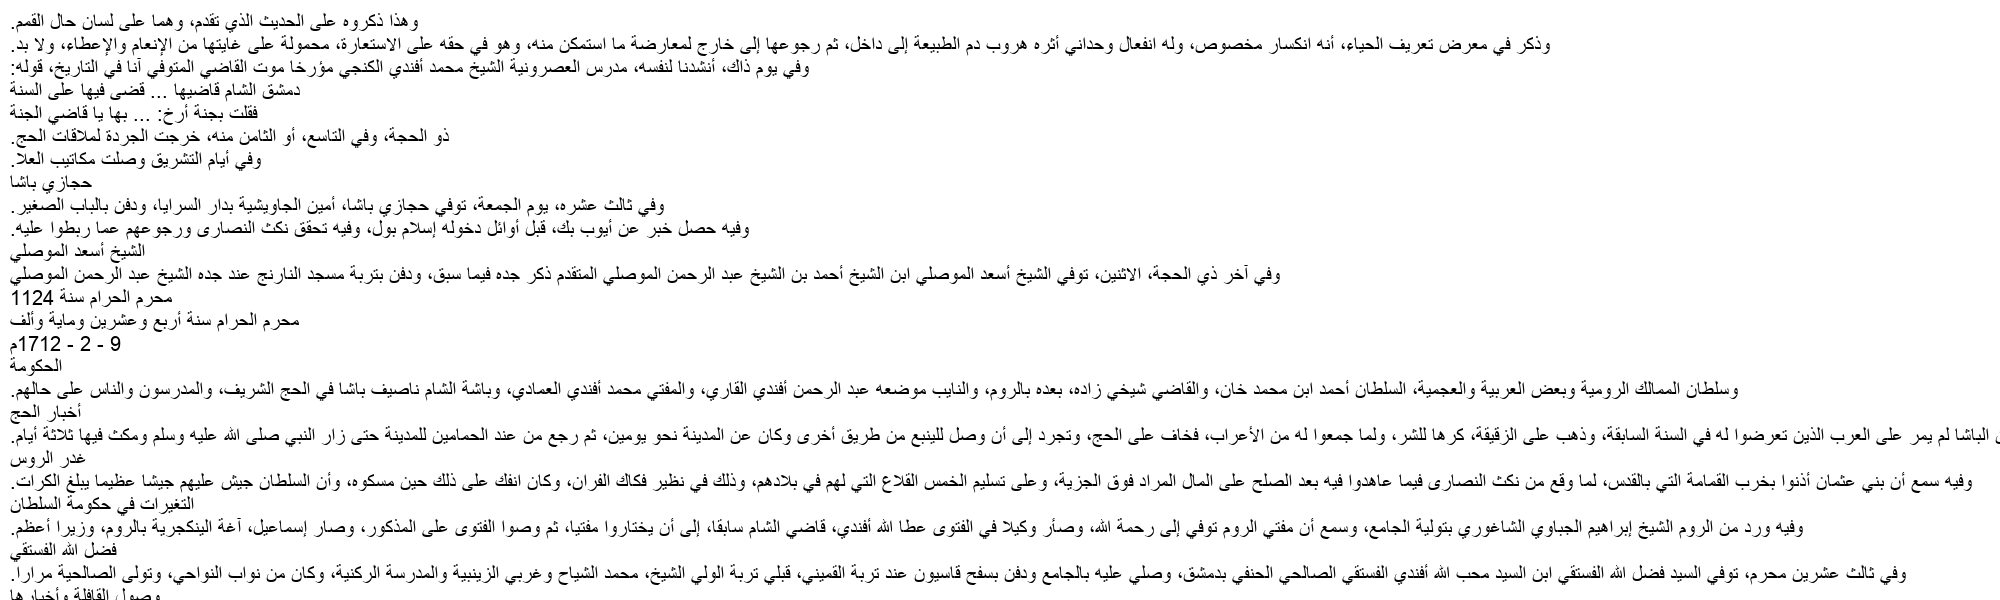 وهذا ذكروه على الحديث الذي تقدم، وهما على لسان حال القمم.
وذكر في معرض تعريف الحياء، أنه انكسار مخصوص، وله انفعال وحداني أثره هروب دم الطبيعة إلى داخل، ثم رجوعها إلى خارج لمعارضة ما استمكن منه، وهو في حقه على الاستعارة، محمولة على غايتها من الإنعام والإعطاء، ولا بد.
وفي يوم ذاك، أنشدنا لنفسه، مدرس العصرونية الشيخ محمد أفندي الكنجي مؤرخا موت القاضي المتوفي آنا في التاريخ، قوله:
دمشق الشام قاضيها ... قضى فيها على السنة
فقلت بجنة أرخ: ... بها يا قاضي الجنة
ذو الحجة، وفي التاسع، أو الثامن منه، خرجت الجردة لملاقات الحج.
وفي أيام التشريق وصلت مكاتيب العلا.
حجازي باشا
وفي ثالث عشره، يوم الجمعة، توفي حجازي باشا، أمين الجاويشية بدار السرايا، ودفن بالباب الصغير.
وفيه حصل خبر عن أيوب بك، قبل أوائل دخوله إسلام بول، وفيه تحقق نكث النصارى ورجوعهم عما ربطوا عليه.
الشيخ أسعد الموصلي
وفي آخر ذي الحجة، الاثنين، توفي الشيخ أسعد الموصلي ابن الشيخ أحمد بن الشيخ عبد الرحمن الموصلي المتقدم ذكر جده فيما سبق، ودفن بتربة مسجد النارنج عند جده الشيخ عبد الرحمن الموصلي
محرم الحرام سنة 1124
محرم الحرام سنة أربع وعشرين وماية وألف
9 - 2 - 1712م
الحكومة
وسلطان الممالك الرومية وبعض العربية والعجمية، السلطان أحمد ابن محمد خان، والقاضي شيخي زاده، بعده بالروم، والنايب موضعه عبد الرحمن أفندي القاري، والمفتي محمد أفندي العمادي، وباشة الشام ناصيف باشا في الحج الشريف، والمدرسون والناس على حالهم.
أخبار الحج
الباشا لم يمر على العرب الذين تعرضوا له في السنة السابقة، وذهب على الزقيقة، كرها للشر، ولما جمعوا له من الأعراب، فخاف على الحج، وتجرد إلى أن وصل للينبع من طريق أخرى وكان عن المدينة نحو يومين، ثم رجع من عند الحمامين للمدينة حتى زار النبي صلى الله عليه وسلم ومكث فيها ثلاثة أيام.
غدر الروس
وفيه سمع أن بني عثمان أذنوا بخرب القمامة التي بالقدس، لما وقع من نكث النصارى فيما عاهدوا فيه بعد الصلح على المال المراد فوق الجزية، وعلى تسليم الخمس القلاع التي لهم في بلادهم، وذلك في نظير فكاك الفران، وكان انفك على ذلك حين مسكوه، وأن السلطان جيش عليهم جيشا عظيما يبلغ الكرات.
التغيرات في حكومة السلطان
وفيه ورد من الروم الشيخ إبراهيم الجباوي الشاغوري بتولية الجامع، وسمع أن مفتي الروم توفي إلى رحمة الله، وصأر وكيلا في الفتوى عطا الله أفندي، قاضي الشام سابقا، إلى أن يختاروا مفتيا، ثم وصوا الفتوى على المذكور، وصار إسماعيل، آغة الينكجرية بالروم، وزيرا أعظم.
فضل الله الفستقي
وفي ثالث عشرين محرم، توفي السيد فضل الله الفستقي ابن السيد محب الله أفندي الفستقي الصالحي الحنفي بدمشق، وصلي عليه بالجامع ودفن بسفح قاسيون عند تربة القميني، قبلي تربة الولي الشيخ، محمد الشياح وغربي الزينبية والمدرسة الركنية، وكان من نواب النواحي، وتولى الصالحية مرارا.
وصول القافلة وأخبارها